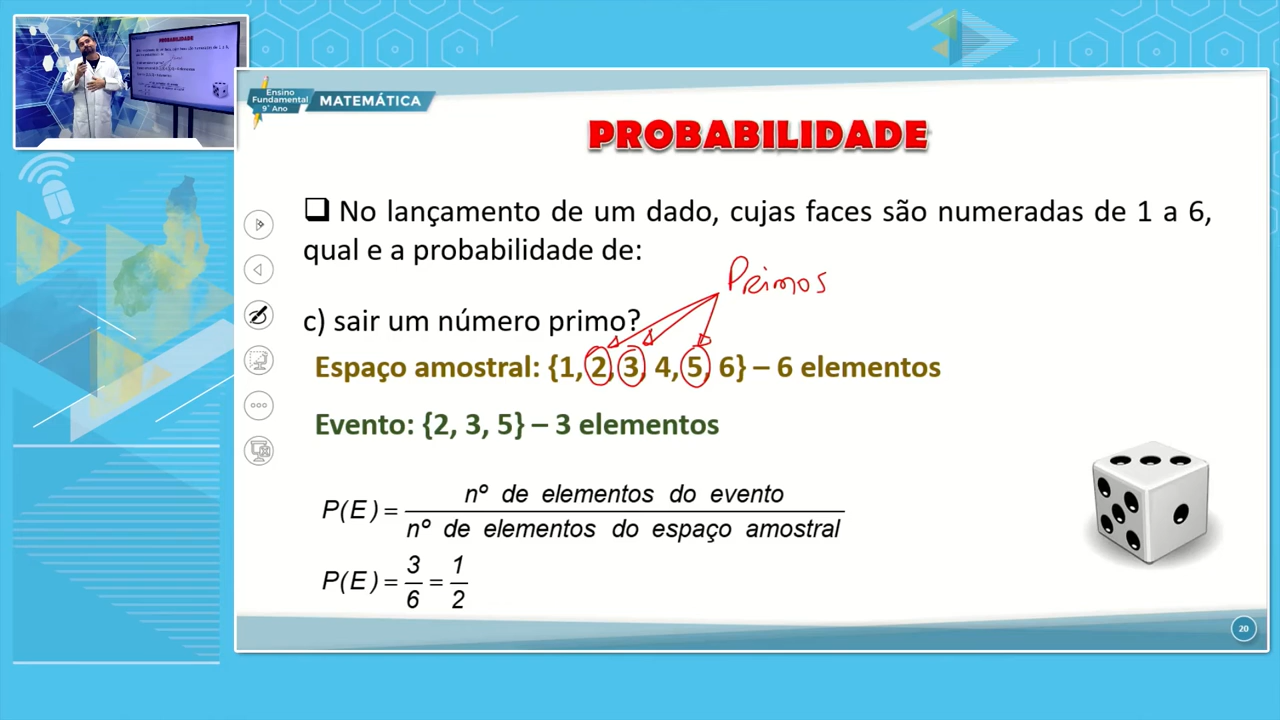 Ensino
Fundamental
9º Ano
MATEMÁTICA
PROBABILIDADE
No lançamento de um dado, cujas faces são numeradas de 1 a 6,
qual e a probabilidade de:
Primos
c) sair um número primo?
Espaço amostral: {1, 2, 3, 4, 5, 6} – 6 elementos
Evento: {2, 3, 5} – 3 elementos
P(E) = nº de elementos do evento
nº de elementos do espaço amostral
P(E) = 3/6 = 1/2
20